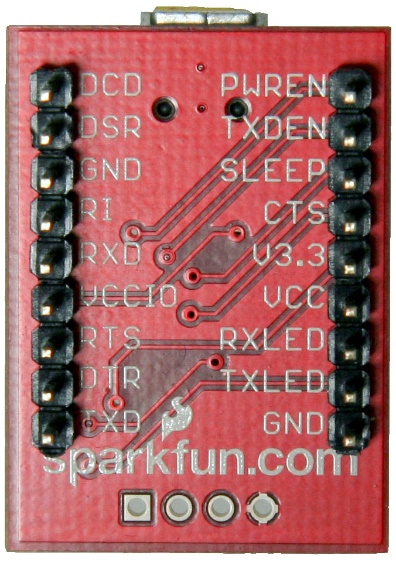 DCD PWREN
DSR TXDEN
GND SLEEP
RI CTS
RXD V3.3
VCCIO VCC
RTS RXLED
DTR TXLED
TXD GND
sparkfun.com